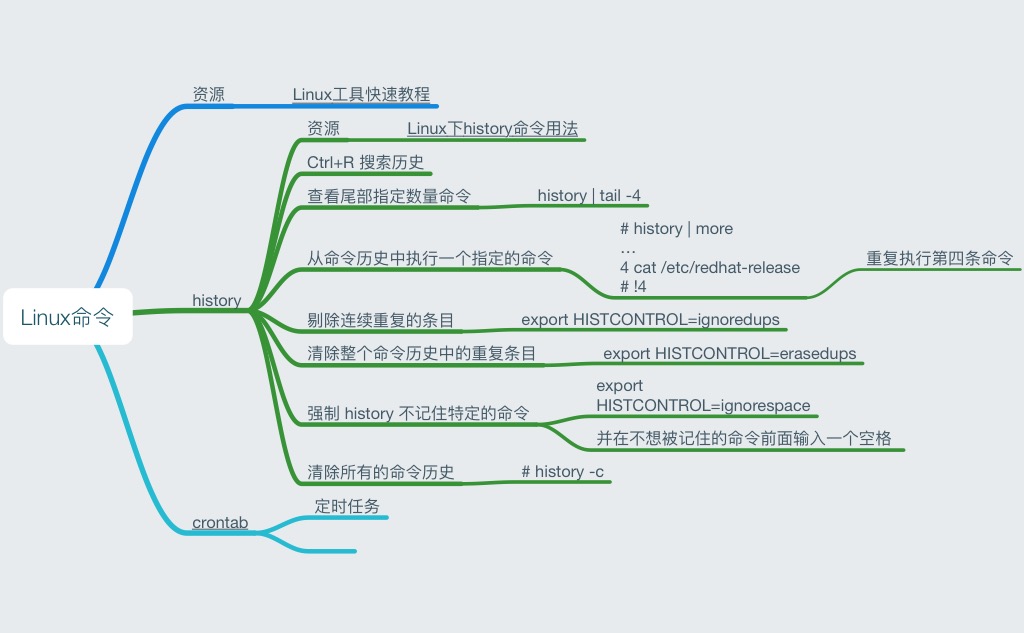 Linux命令
资源
Linux工具快速教程
history
资源
Linux下history命令用法
Ctrl+R 搜索历史
查看尾部指定数量命令
history | tail -4
从命令历史中执行一个指定的命令
# history | more
...
4 cat /etc/redhat-release
# !4
重复执行第四条命令
剔除连续重复的条目
export HISTCONTROL=ignoredups
清除整个命令历史中的重复条目
export HISTCONTROL=erasedups
强制 history 不记住特定的命令
export
HISTCONTROL=ignorespace
并在不想被记住的命令前面输入一个空格
清除所有的命令历史
# history -c
crontab
定时任务